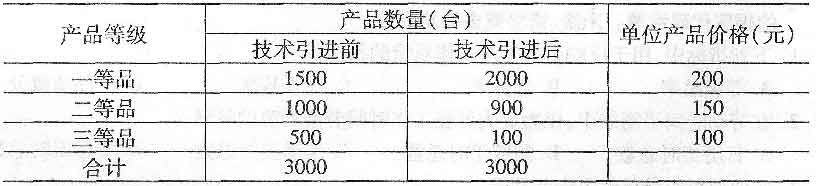 产品等级 产品数量(台) 单位产品价格(元)
技术引进前 技术引进后
一等品 1500 2000 200
二等品 1000 900 150
三等品 500 100 100
合计 3000 3000